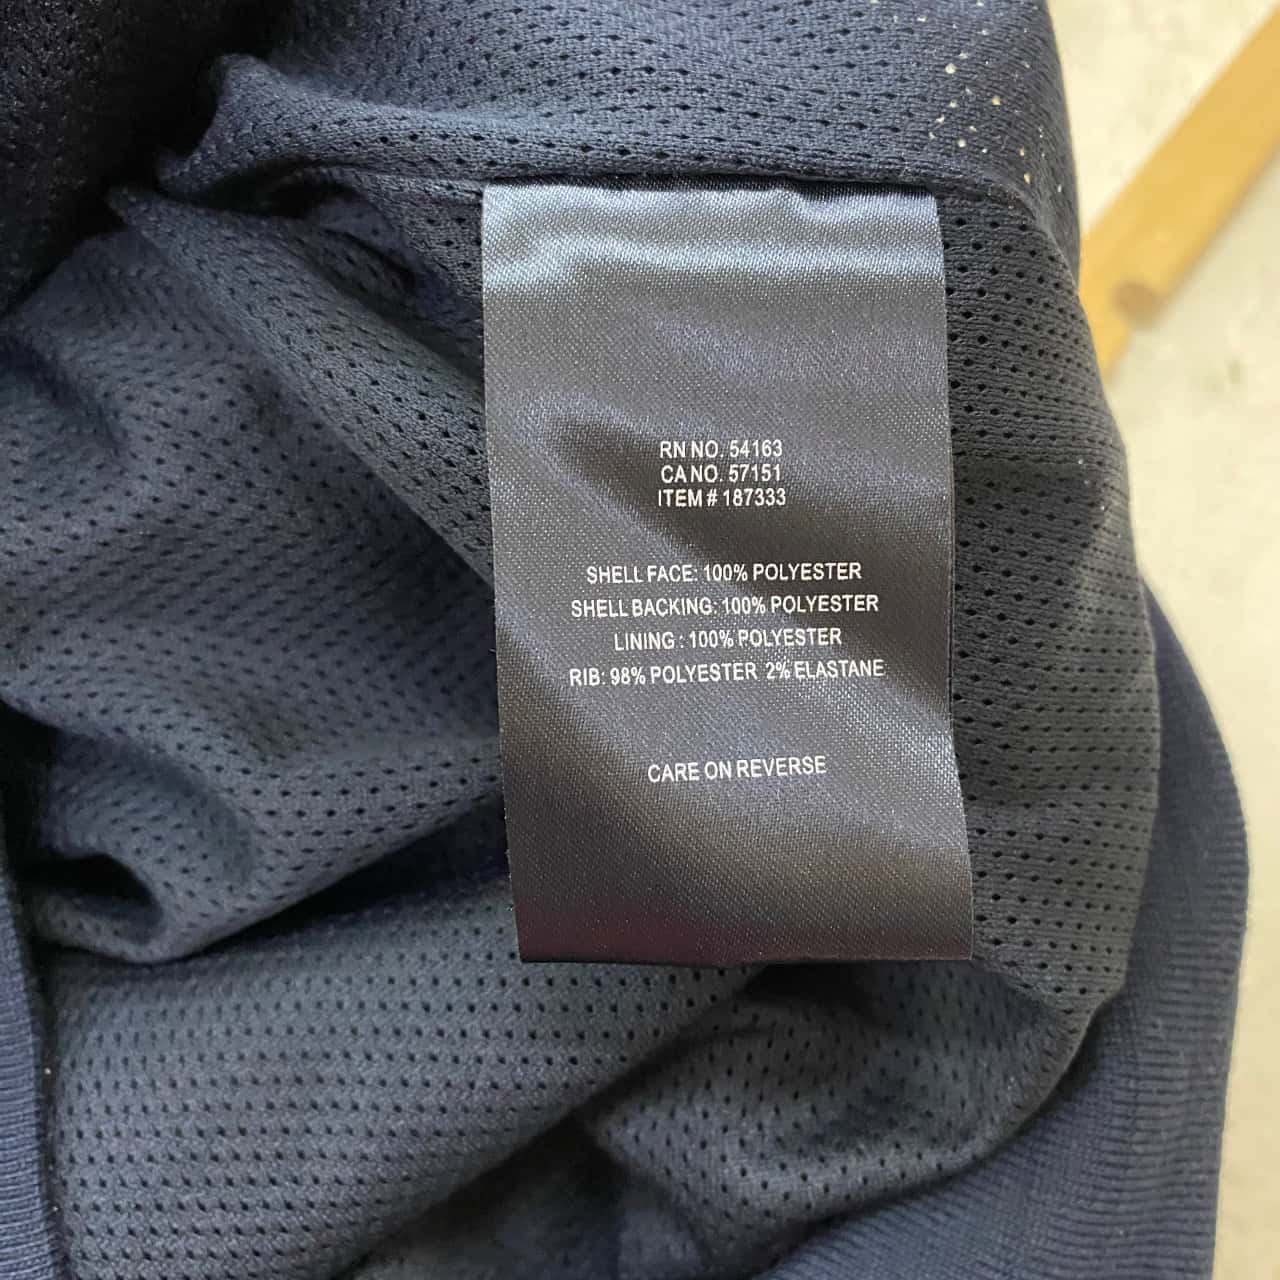 RN NO. 54163
CA NO. 57151
ITEM # 187333
SHELL FACE: 100% POLYESTER
SHELL BACKING: 100% POLYESTER
LINING : 100% POLYESTER
RIB: 98% POLYESTER 2% ELASTANE
CARE ON REVERSE